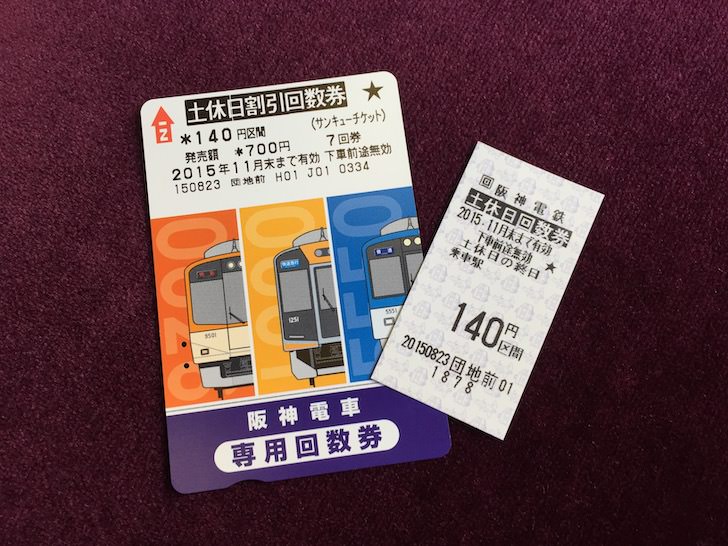 土休日割引回数券 ★
(サンキューチケット)
*140円区間
発売額 *700円 7回券
2015年11月末まで有効 下車前途無効
150823 団地前 H01 J01 0334
8501
1251
5551
阪神電車
専用回数券
回阪神電鉄
土休日回数券
2015-11月末まで有効
下車前途無効
土休日の終日 ★
乗車駅
140円区間
20150823団地前01
1878